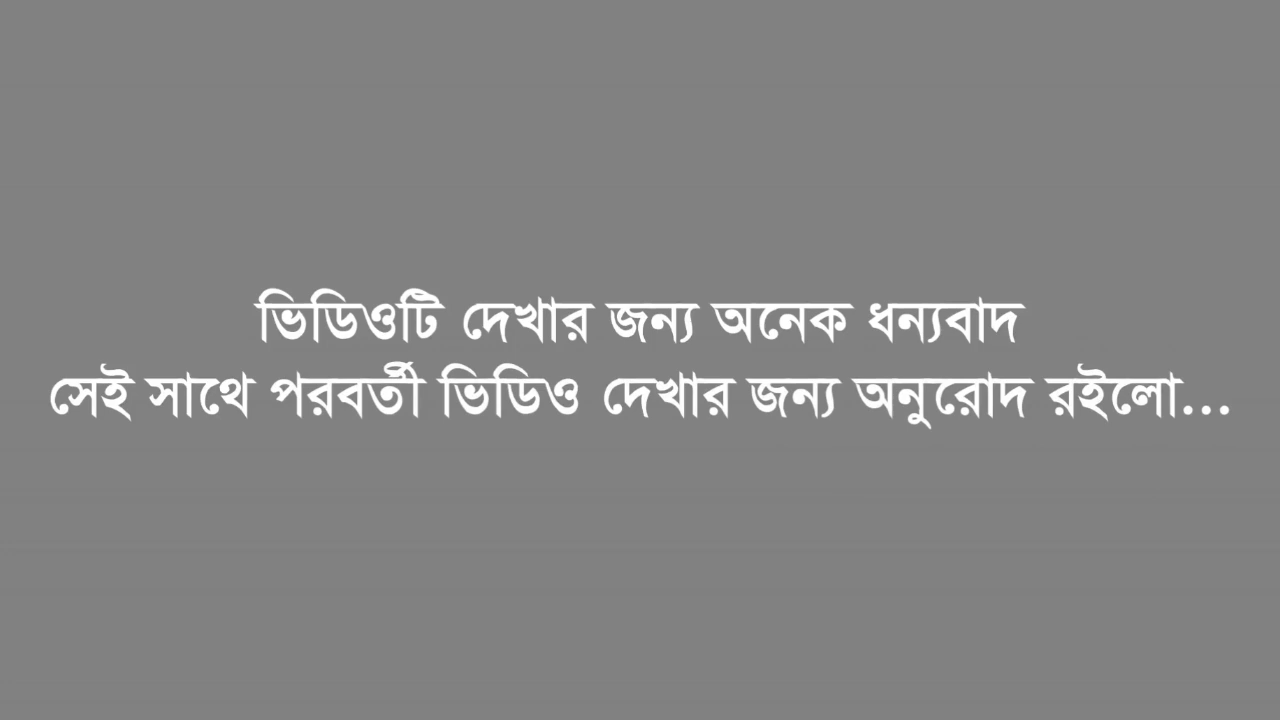 ভিডিওটি দেখার জন্য অনেক ধন্যবাদ
সেই সাথে পরবর্তী ভিডিও দেখার জন্য অনুরোদ রইলো...